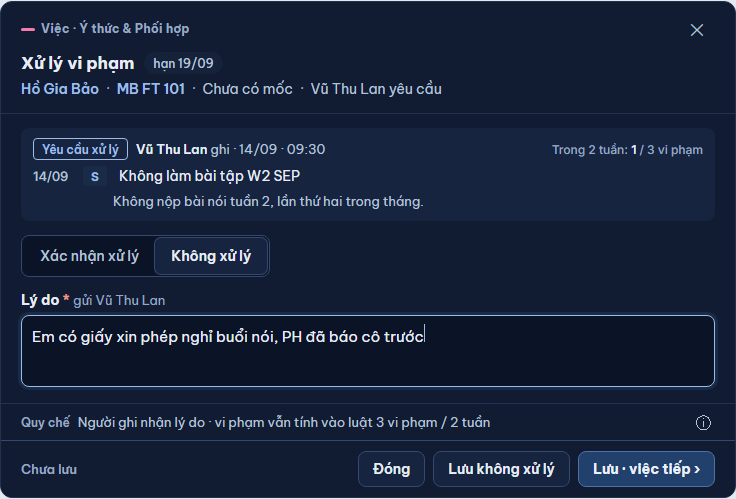 Việc · Ý thức & Phối hợp
Xử lý vi phạm hạn 19/09
Hồ Gia Bảo · MB FT 101 · Chưa có mốc · Vũ Thu Lan yêu cầu
Yêu cầu xử lý Vũ Thu Lan ghi · 14/09 · 09:30 Trong 2 tuần: 1 / 3 vi phạm
14/09 S Không làm bài tập W2 SEP
Không nộp bài nói tuần 2, lần thứ hai trong tháng.
Xác nhận xử lý Không xử lý
Lý do * gửi Vũ Thu Lan
Em có giấy xin phép nghỉ buổi nói, PH đã báo cô trước
Quy chế Người ghi nhận lý do · vi phạm vẫn tính vào luật 3 vi phạm / 2 tuần
Chưa lưu Đóng Lưu không xử lý Lưu · việc tiếp ›